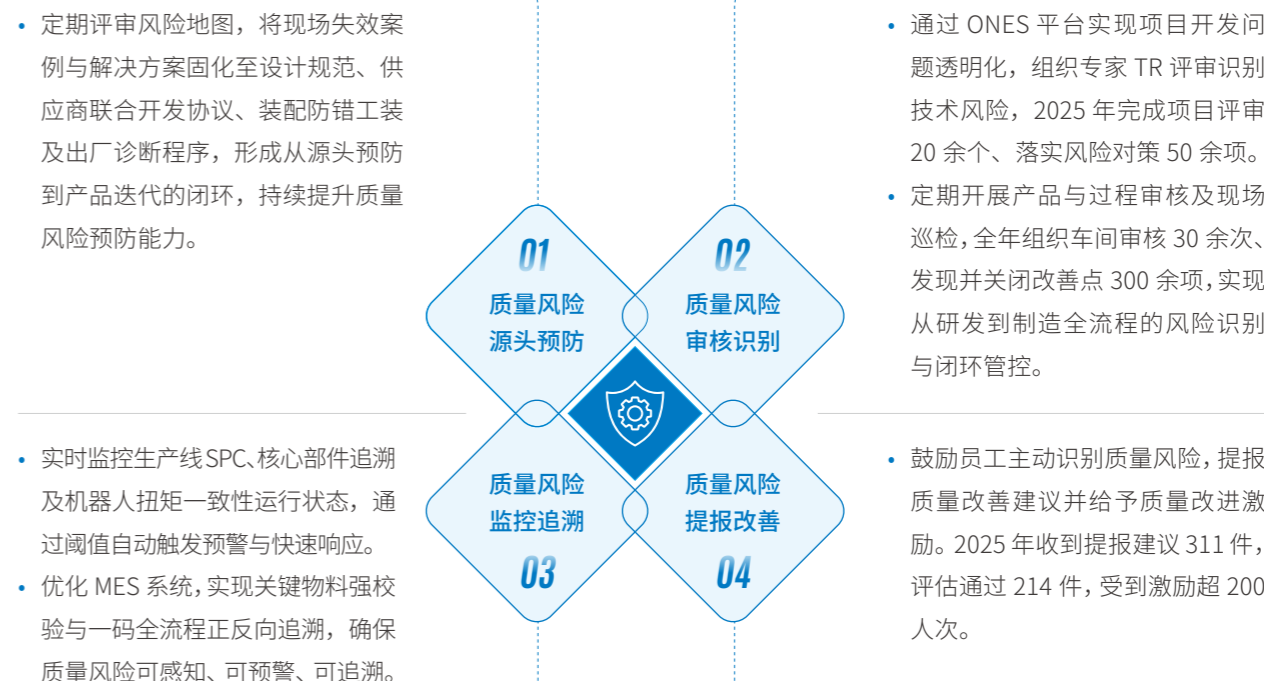 • 定期评审风险地图，将现场失效案
例与解决方案固化至设计规范、供
应商联合开发协议、装配防错工装
及出厂诊断程序，形成从源头预防
到产品迭代的闭环，持续提升质量
风险预防能力。
01
质量风险
源头预防
02
质量风险
审核识别
• 通过 ONES 平台实现项目开发问
题透明化，组织专家 TR 评审识别
技术风险，2025 年完成项目评审
20 余个、落实风险对策 50 余项。
• 定期开展产品与过程审核及现场
巡检，全年组织车间审核 30 余次、
发现并关闭改善点 300 余项，实现
从研发到制造全流程的风险识别
与闭环管控。
• 实时监控生产线 SPC、核心部件追溯
及机器人扭矩一致性运行状态，通
过阈值自动触发预警与快速响应。
• 优化 MES 系统，实现关键物料强校
验与一码全流程正反向追溯，确保
质量风险可感知、可预警、可追溯。
质量风险
监控追溯
03
质量风险
提报改善
04
• 鼓励员工主动识别质量风险，提报
质量改善建议并给予质量改进激
励。2025 年收到提报建议 311 件，
评估通过 214 件，受到激励超 200
人次。